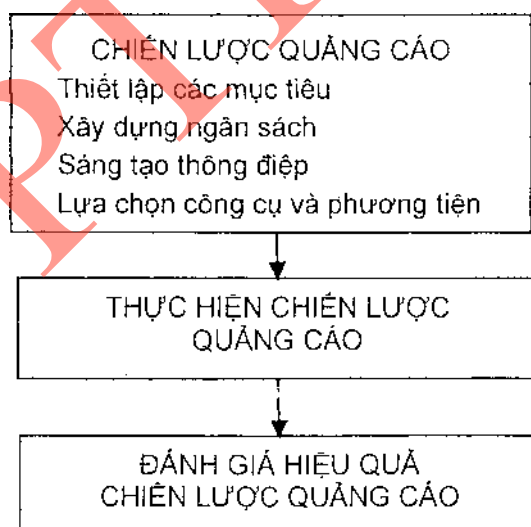 CHIẾN LƯỢC QUẢNG CÁO
Thiết lập các mục tiêu
Xây dựng ngân sách
Sáng tạo thông điệp
Lựa chọn công cụ và phương tiện
THỰC HIỆN CHIẾN LƯỢC
QUẢNG CÁO
ĐÁNH GIÁ HIỆU QUẢ
CHIẾN LƯỢC QUẢNG CÁO